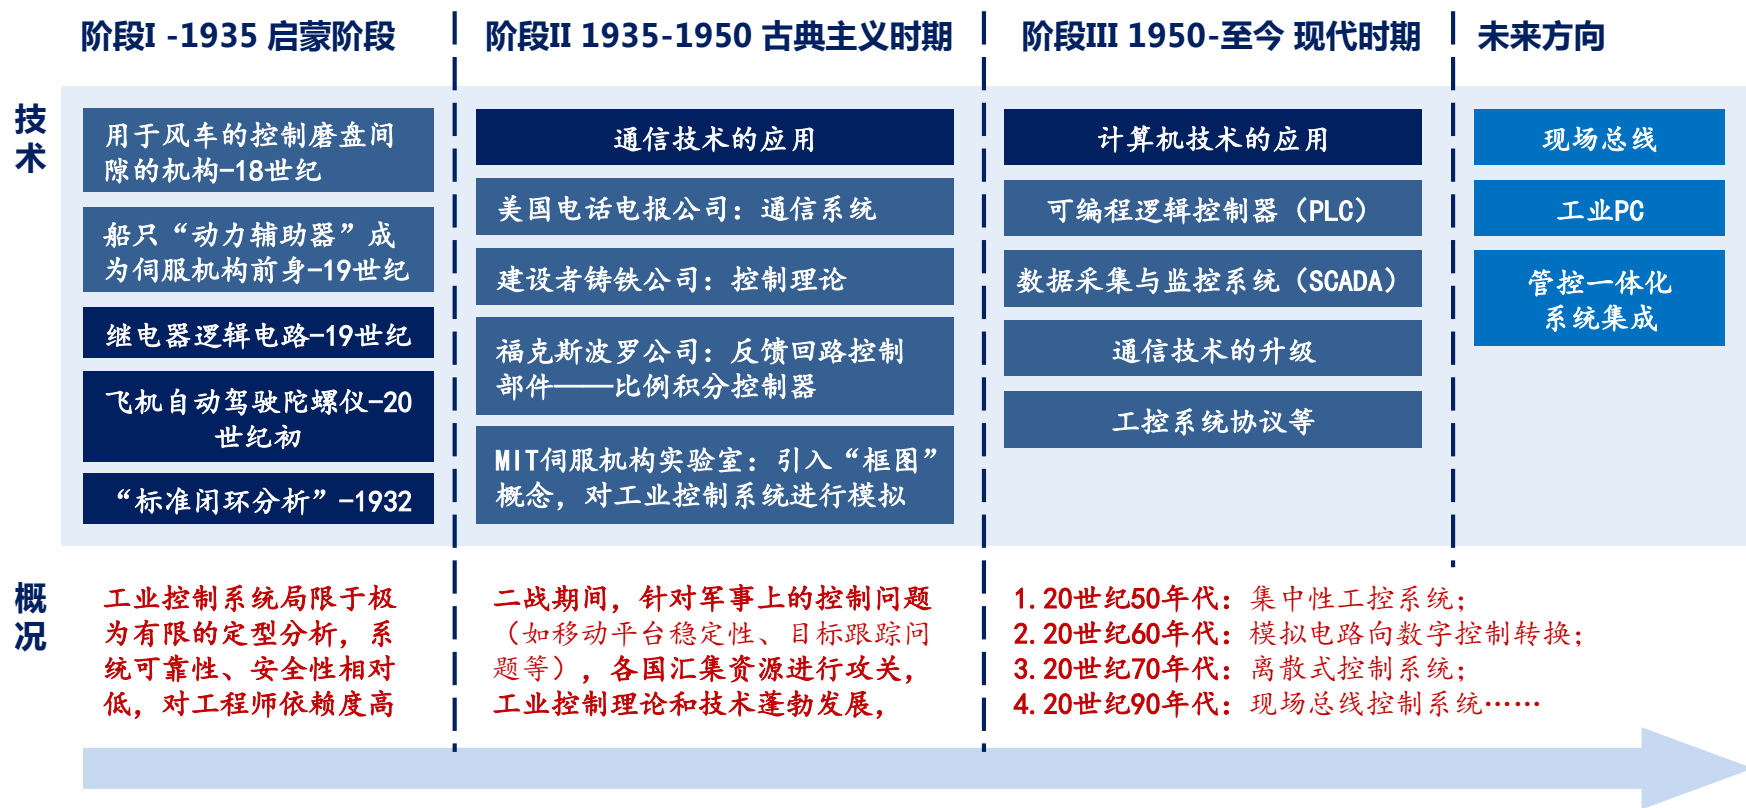 阶段I -1935 启蒙阶段
阶段II 1935-1950 古典主义时期
阶段III 1950-至今 现代时期
未来方向
技
术
用于风车的控制磨盘间
隙的机构-18世纪
船只“动力辅助器”成
为伺服机构前身-19世纪
继电器逻辑电路-19世纪
飞机自动驾驶陀螺仪-20
世纪初
“标准闭环分析”-1932
通信技术的应用
美国电话电报公司：通信系统
建设者铸铁公司：控制理论
福克斯波罗公司：反馈回路控制
部件——比例积分控制器
MIT伺服机构实验室：引入“框图”
概念，对工业控制系统进行模拟
计算机技术的应用
可编程逻辑控制器（PLC）
数据采集与监控系统（SCADA）
通信技术的升级
工控系统协议等
现场总线
工业PC
管控一体化
系统集成
概
况
工业控制系统局限于极
为有限的定型分析，系
统可靠性、安全性相对
低，对工程师依赖度高
二战期间，针对军事上的控制问题
（如移动平台稳定性、目标跟踪问
题等），各国汇集资源进行攻关，
工业控制理论和技术蓬勃发展，
1.20世纪50年代：集中性工控系统；
2.20世纪60年代：模拟电路向数字控制转换；
3.20世纪70年代：离散式控制系统；
4.20世纪90年代：现场总线控制系统……